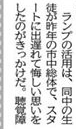 ランプの活用は、同中の生
徒が昨年の市中総体で、スタ
ートに出遅れて悔しい思いを
したのがきっかけだ。聴覚障